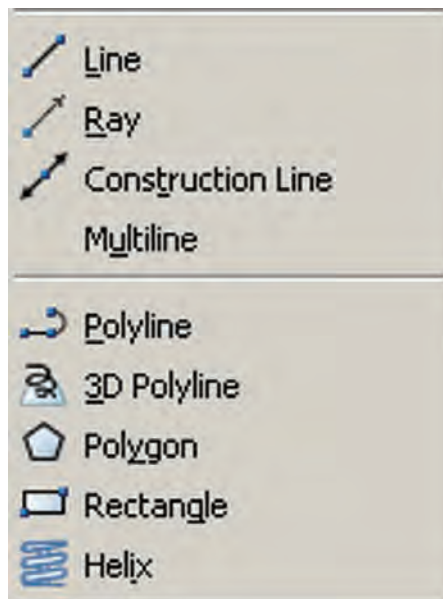 Line
Ray
Construction Line
Multiline
Polyline
3D Polyline
Polygon
Rectangle
Helix